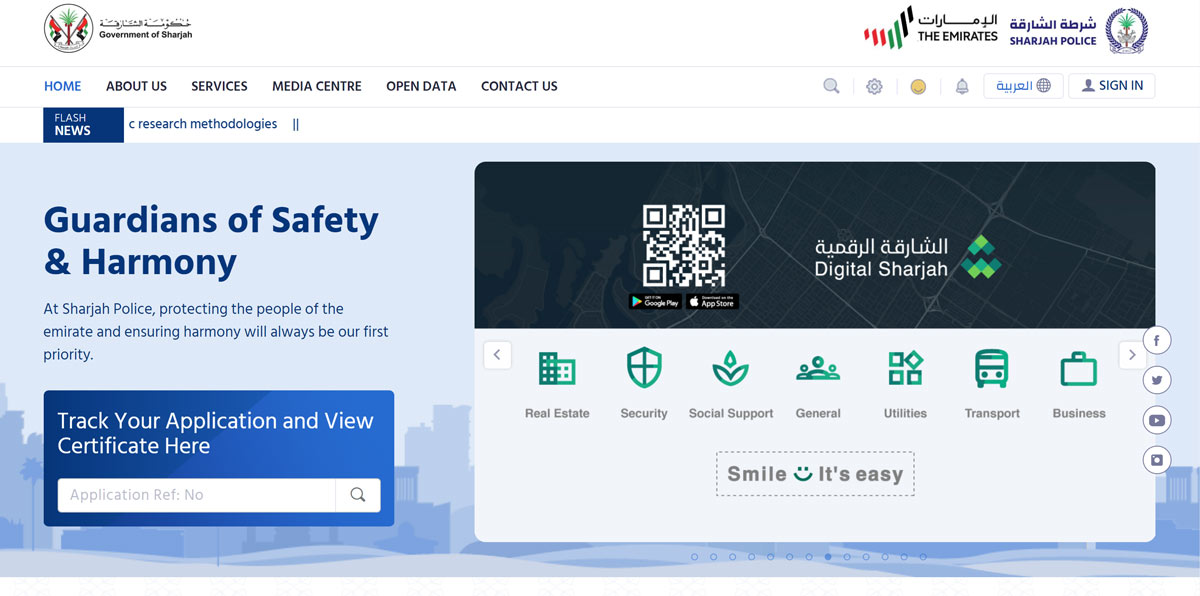 حكومة الشارقة
Government of Sharjah
الإمارات
THE EMIRATES
شرطة الشارقة
SHARJAH POLICE
HOME
ABOUT US
SERVICES
MEDIA CENTRE
OPEN DATA
CONTACT US
العربية
SIGN IN
FLASH
NEWS
c research methodologies ||
Guardians of Safety
& Harmony
At Sharjah Police, protecting the people of the
emirate and ensuring harmony will always be our first
priority.
Track Your Application and View
Certificate Here
Application Ref: No
GET IT ON
Google Play
Download on the
App Store
الشارقة الرقمية
Digital Sharjah
Real Estate
Security
Social Support
General
Utilities
Transport
Business
Smile It's easy